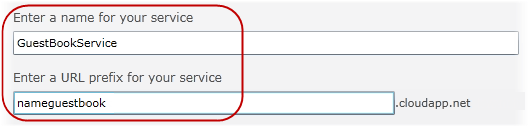 Enter a name for your service
GuestBookService
Enter a URL prefix for your service
nameguestbook .cloudapp.net